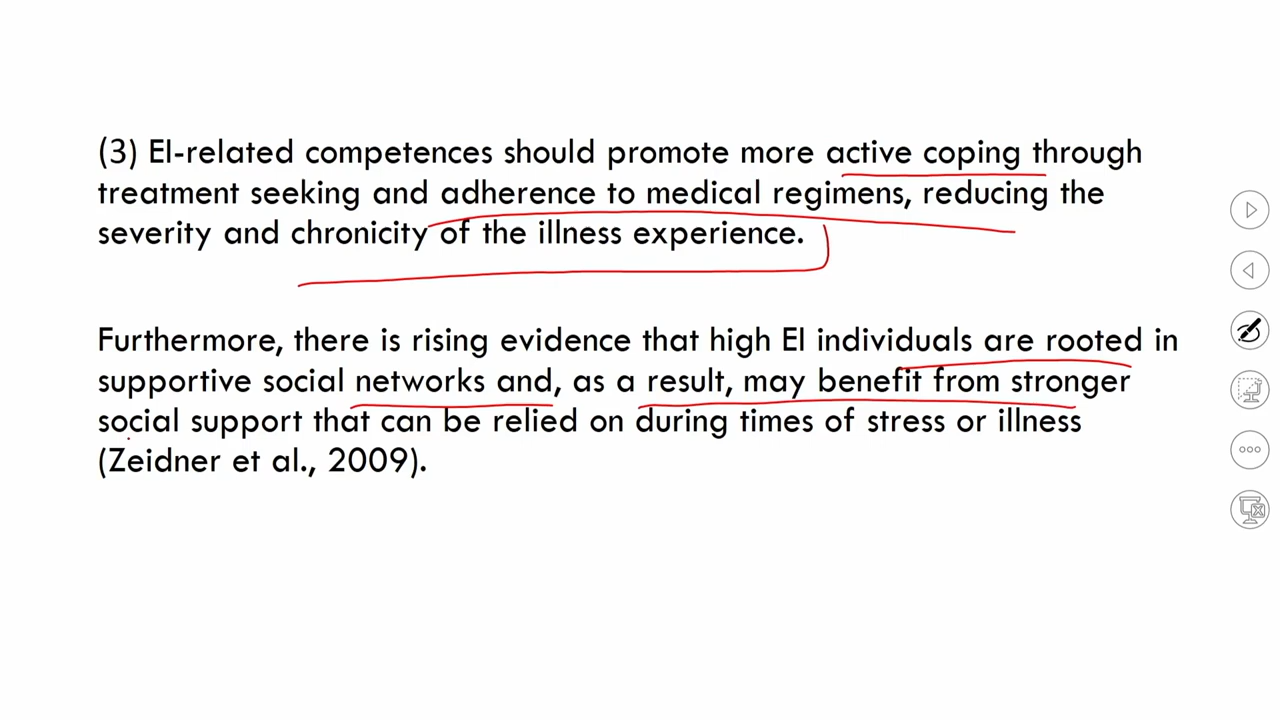 (3) EI-related competences should promote more active coping through
treatment seeking and adherence to medical regimens, reducing the
severity and chronicity of the illness experience.
Furthermore, there is rising evidence that high EI individuals are rooted in
supportive social networks and, as a result, may benefit from stronger
social support that can be relied on during times of stress or illness
(Zeidner et al., 2009).